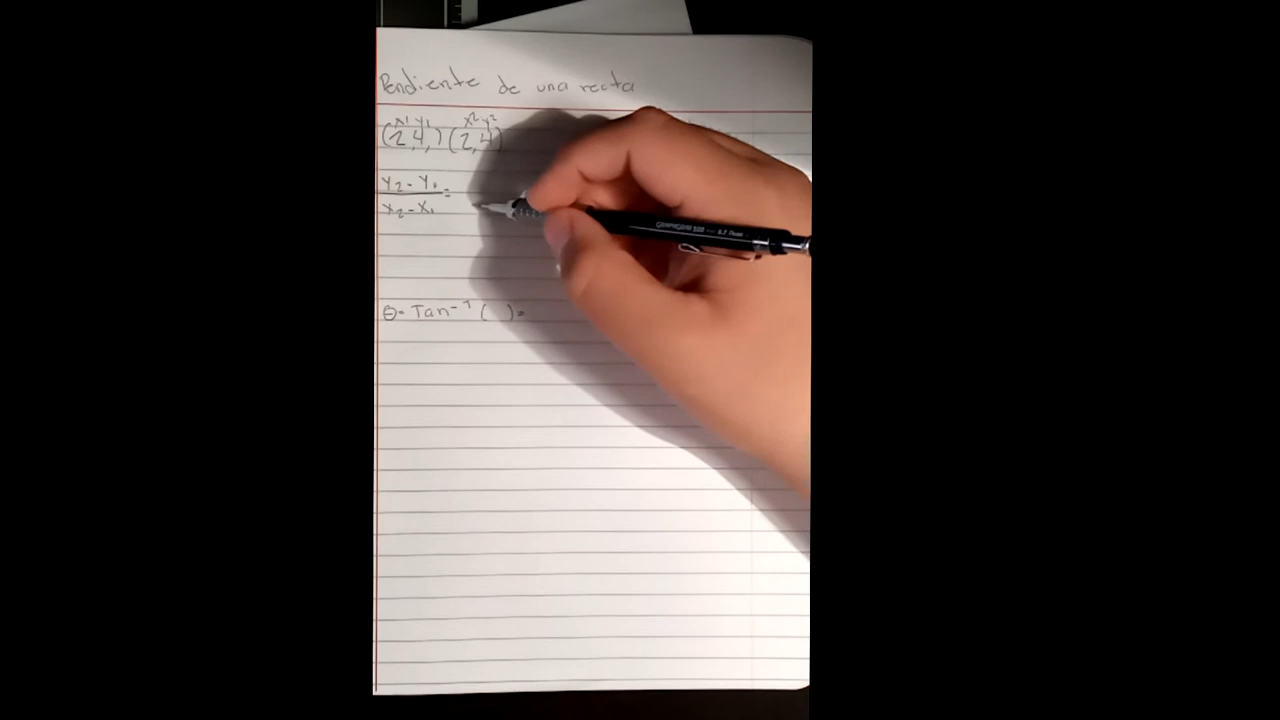 Pendiente de una recta
x1 y1 x2 y2
(2,4,) (2,4)
y2 - y1 =
x2 - x1
θ= Tan-1 ( )=